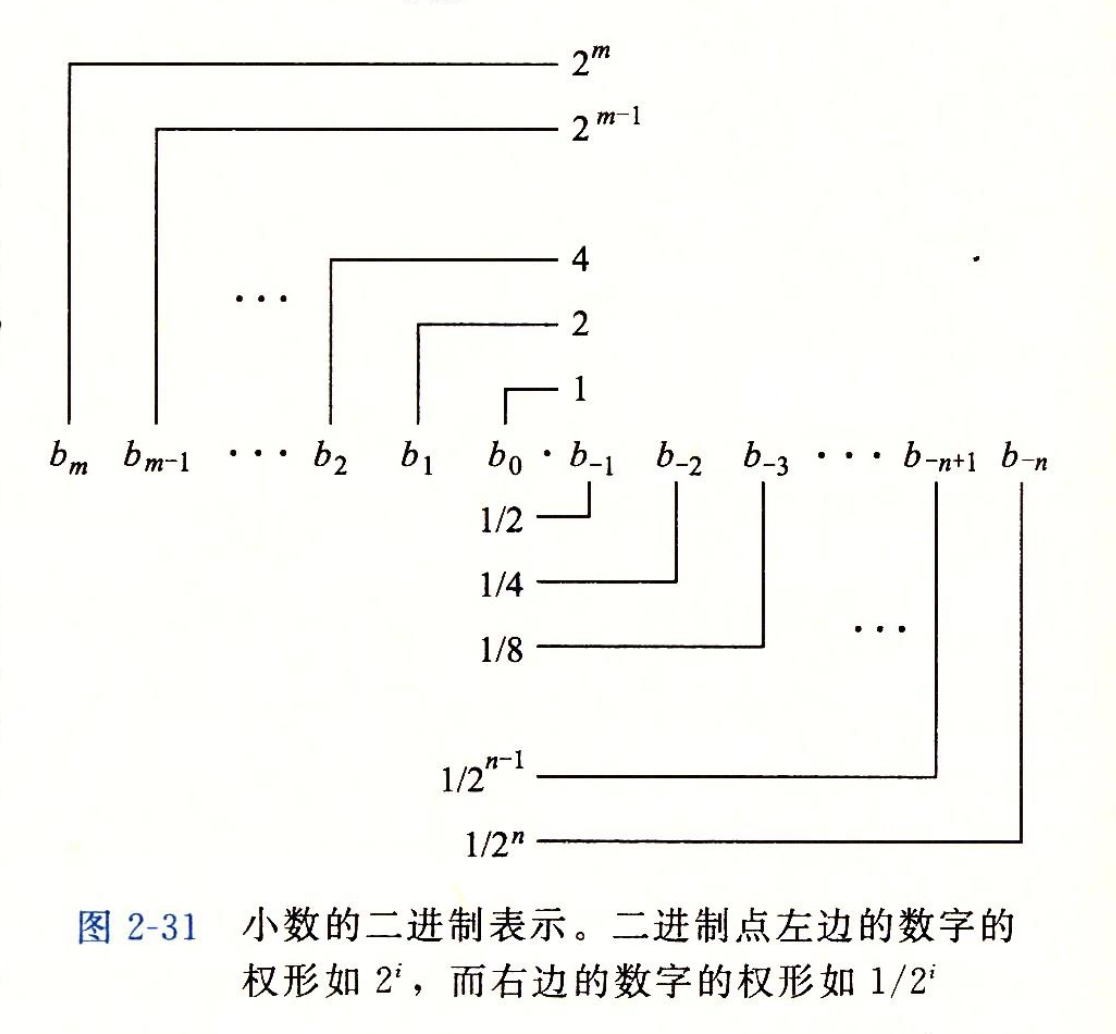 2^m
2^{m-1}
4
...
2
1
b_m b_{m-1} ... b_2 b_1 b_0 . b_{-1} b_{-2} b_{-3} ... b_{-n+1} b_{-n}
1/2
1/4
1/8
...
1/2^{n-1}
1/2^n
图 2-31 小数的二进制表示。二进制点左边的数字的
权形如 2^i，而右边的数字的权形如 1/2^i